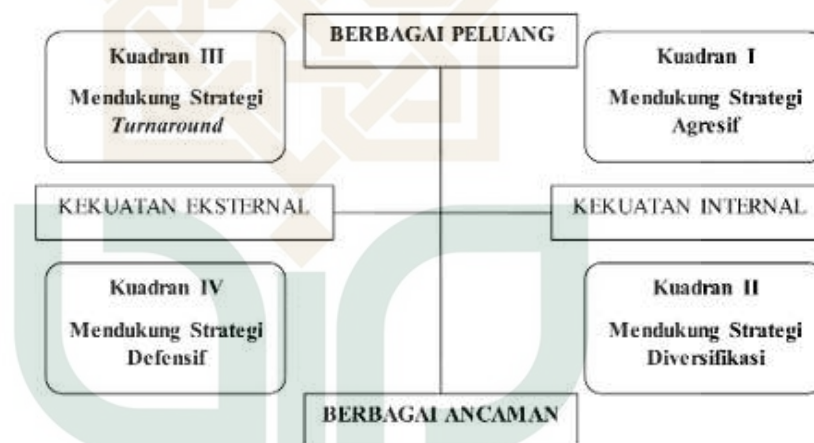 BERBAGAI PELUANG
Kuadran III
Mendukung Strategi
Turnaround
Kuadran I
Mendukung Strategi
Agresif
KEKUATAN EKSTERNAL
KEKUATAN INTERNAL
Kuadran IV
Mendukung Strategi
Defensif
Kuadran II
Mendukung Strategi
Diversifikasi
BERBAGAI ANCAMAN